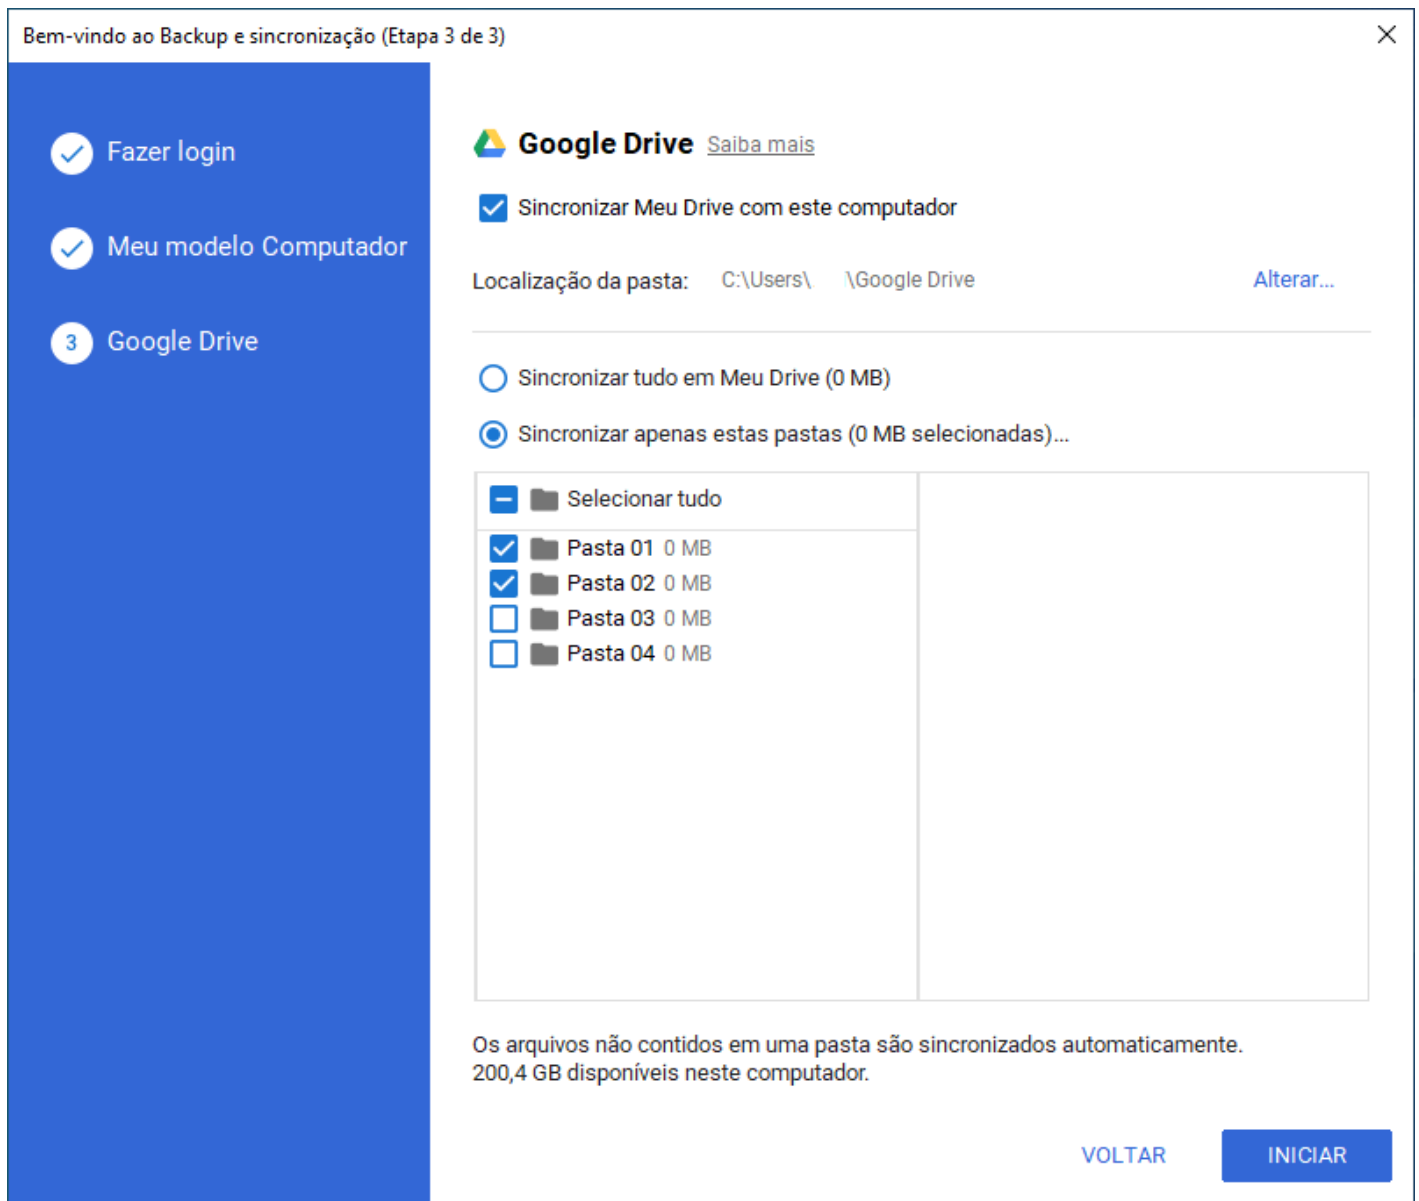 Bem-vindo ao Backup e sincronização (Etapa 3 de 3)
Fazer login
Meu modelo Computador
3 Google Drive
Google Drive Saiba mais
Sincronizar Meu Drive com este computador
Localização da pasta: C:\Users\ \Google Drive Alterar...
Sincronizar tudo em Meu Drive (0 MB)
Sincronizar apenas estas pastas (0 MB selecionadas)...
Selecionar tudo
Pasta 01 0 MB
Pasta 02 0 MB
Pasta 03 0 MB
Pasta 04 0 MB
Os arquivos não contidos em uma pasta são sincronizados automaticamente.
200,4 GB disponíveis neste computador.
VOLTAR INICIAR